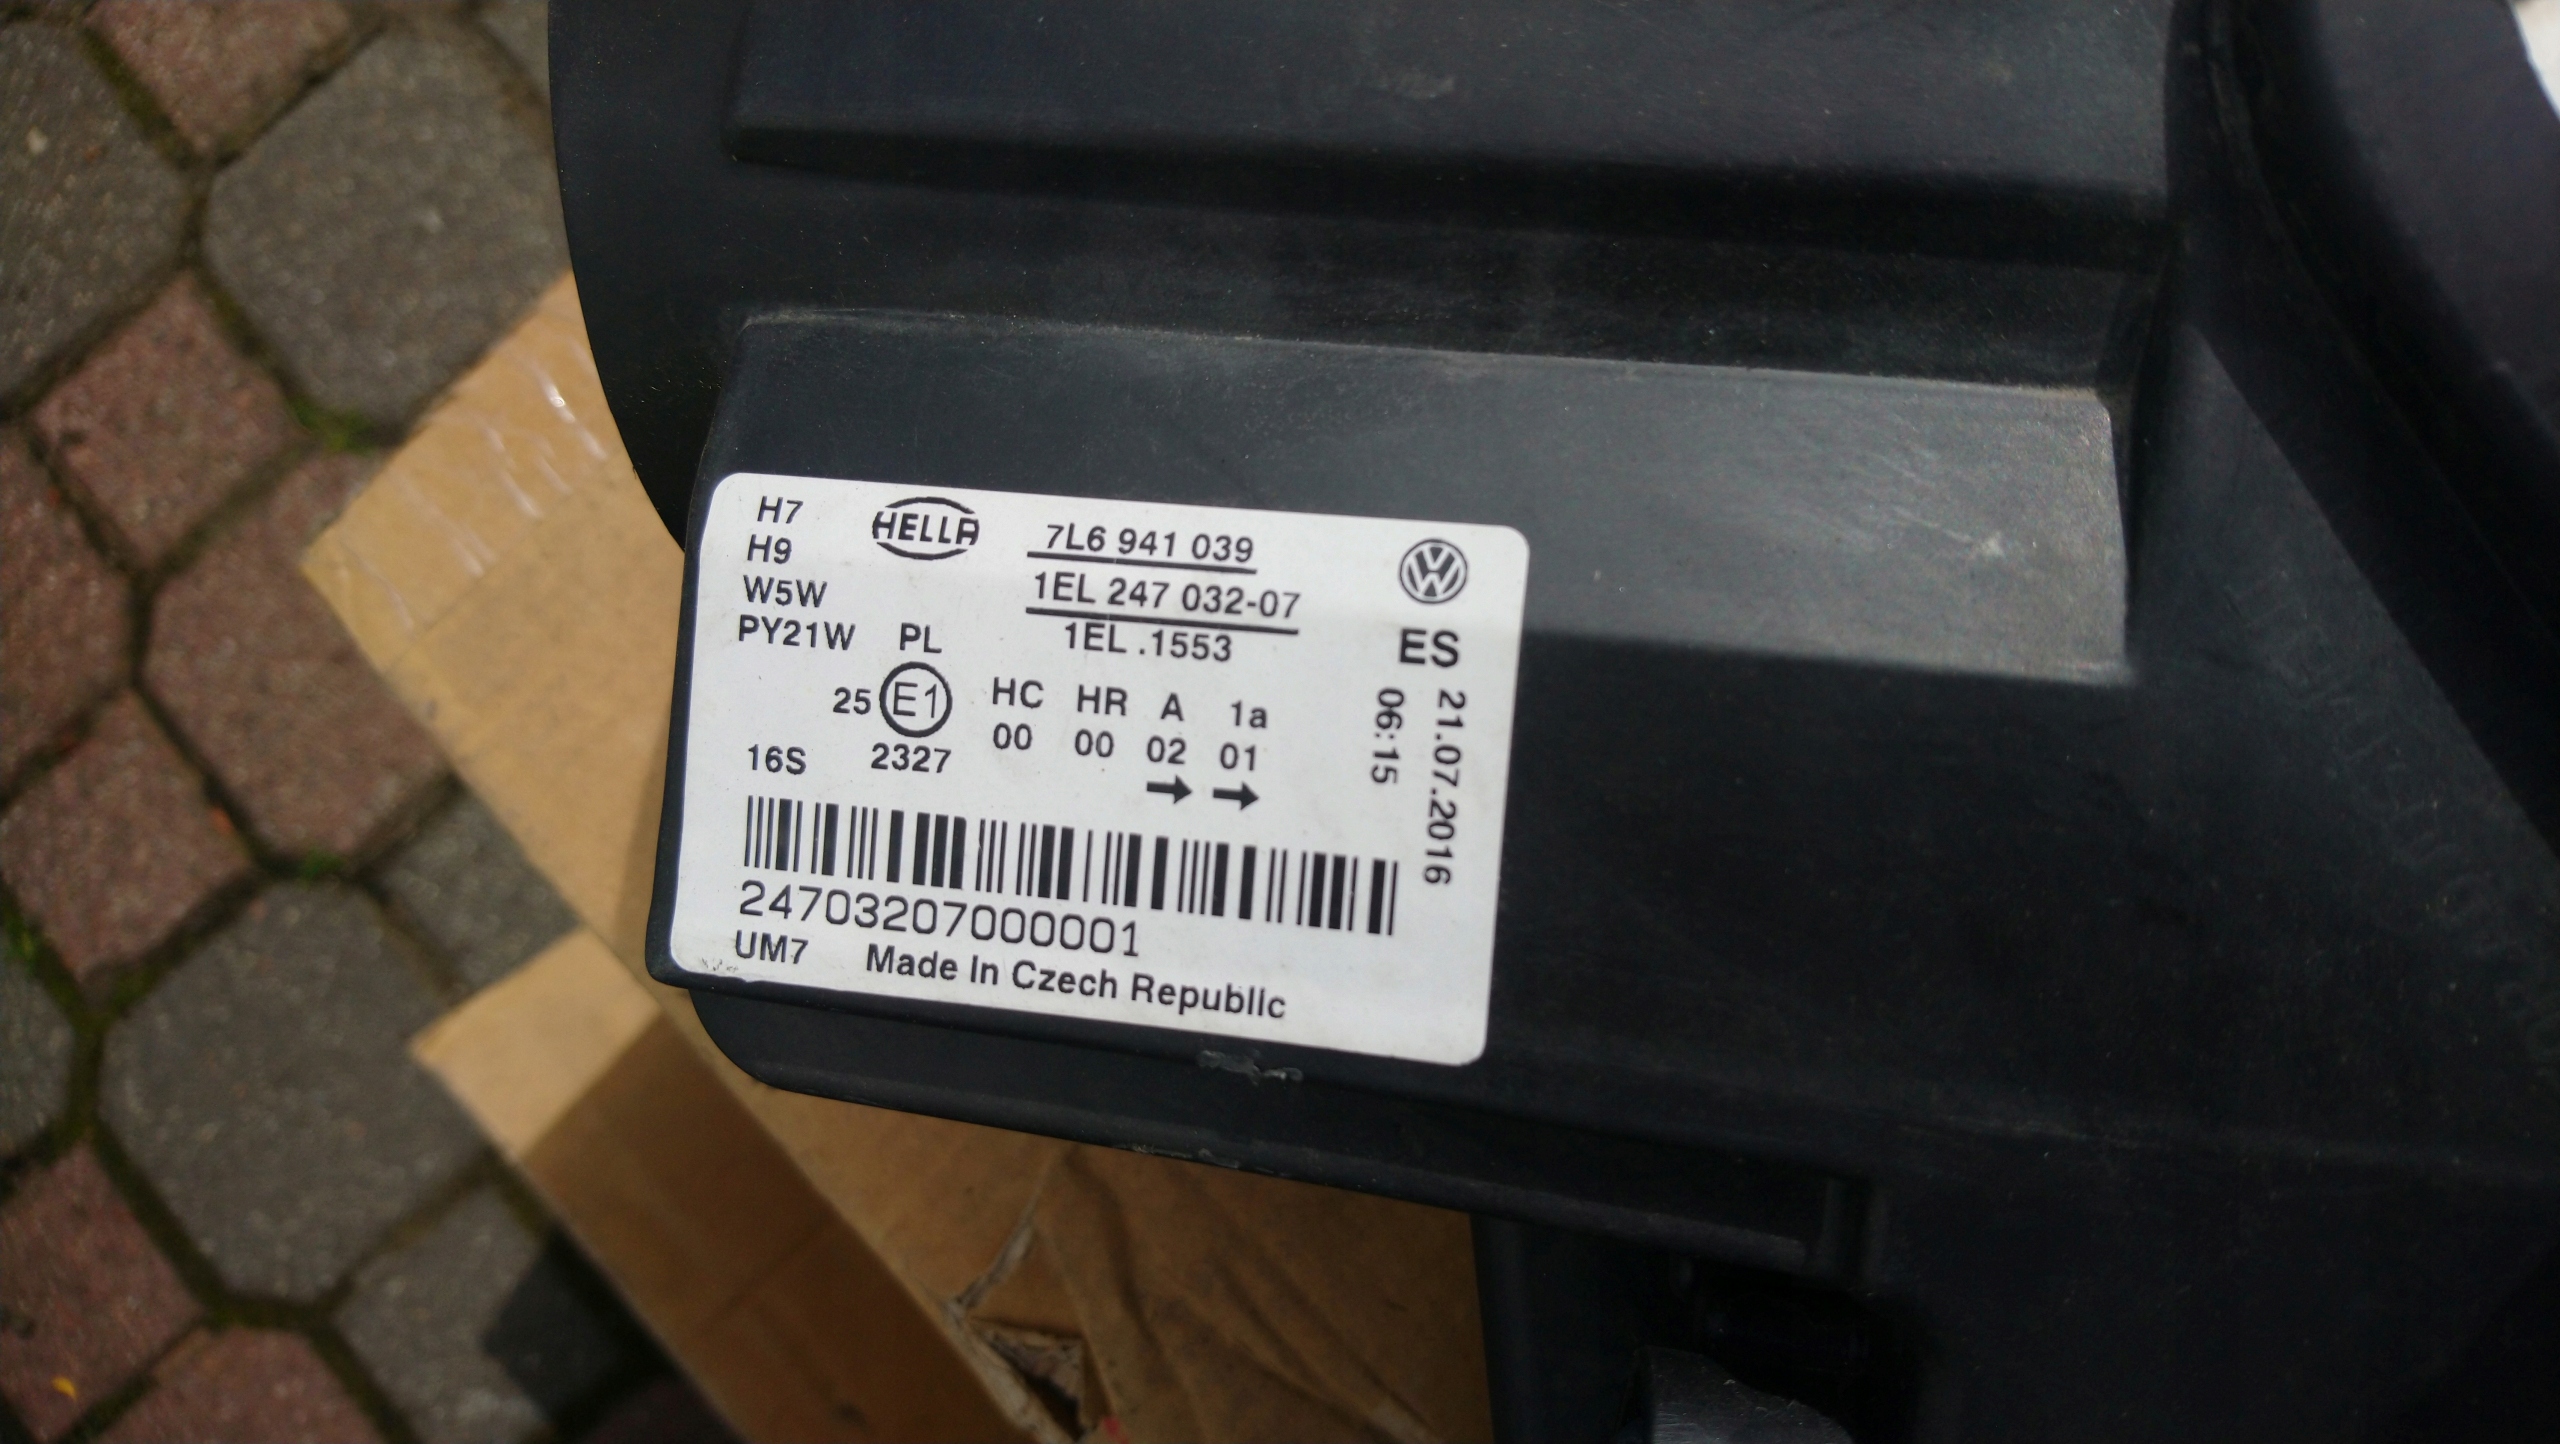 H7 HELLA 7L6 941 039
H9
W5W 1EL 247 032-07
PY21W PL 1EL .1553 ES
25 E1 HC HR A 1a
00 00 02 01
16S 2327
→ →
06:15
21.07.2016
24703207000001
UM7 Made In Czech Republic